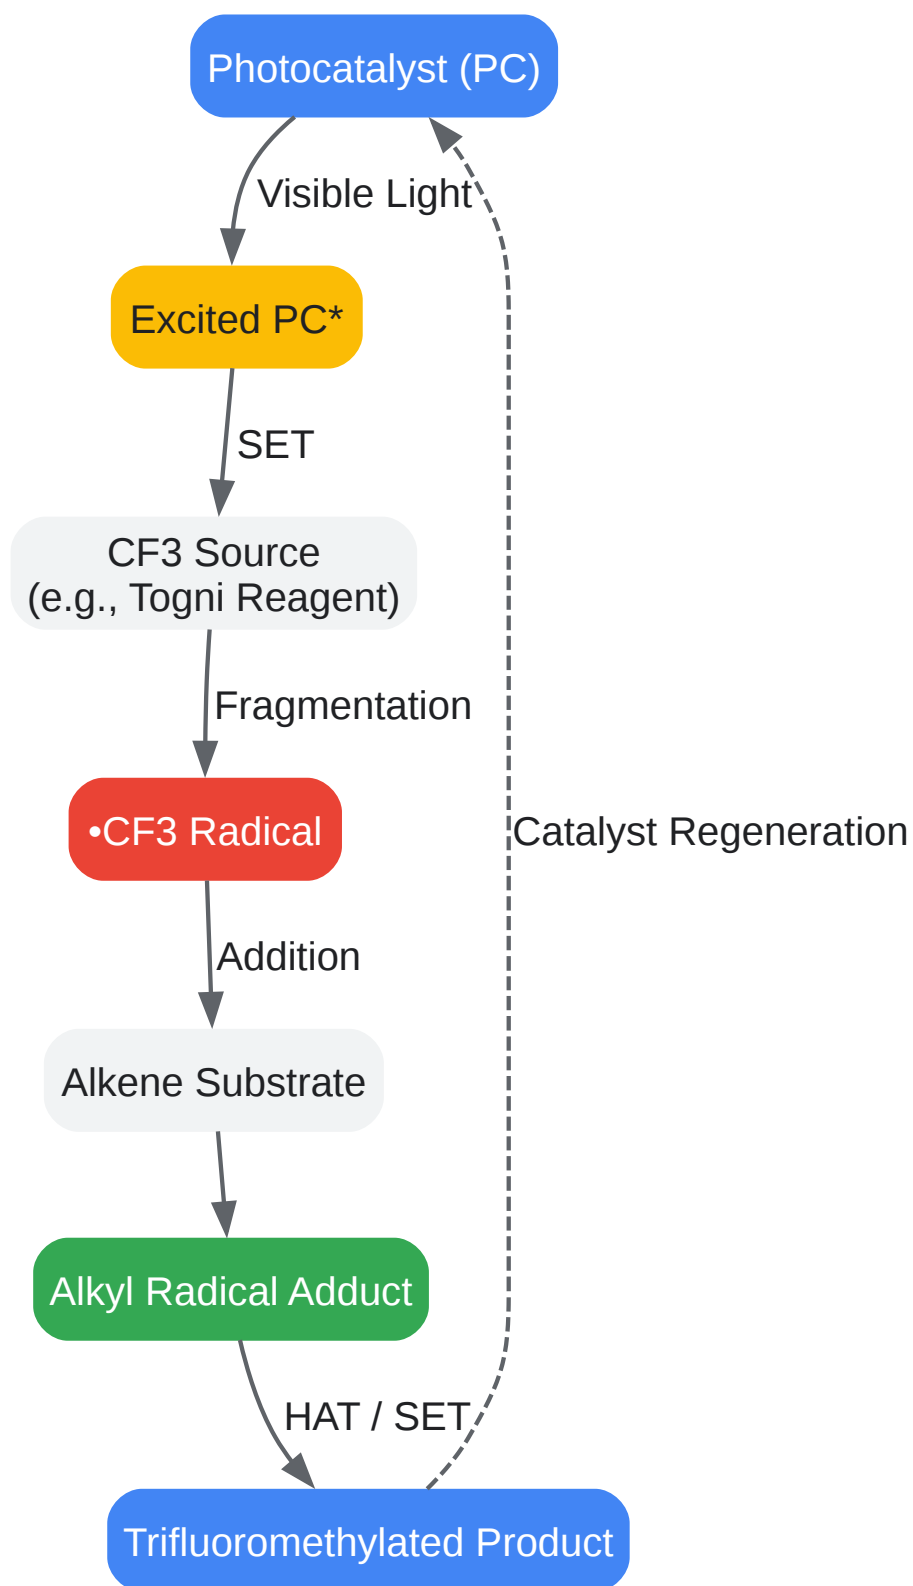 Photocatalyst (PC)
Visible Light
Excited PC*
SET
CF3 Source
(e.g., Togni Reagent)
Fragmentation
•CF3 Radical
Catalyst Regeneration
Addition
Alkene Substrate
Alkyl Radical Adduct
HAT / SET
Trifluoromethylated Product